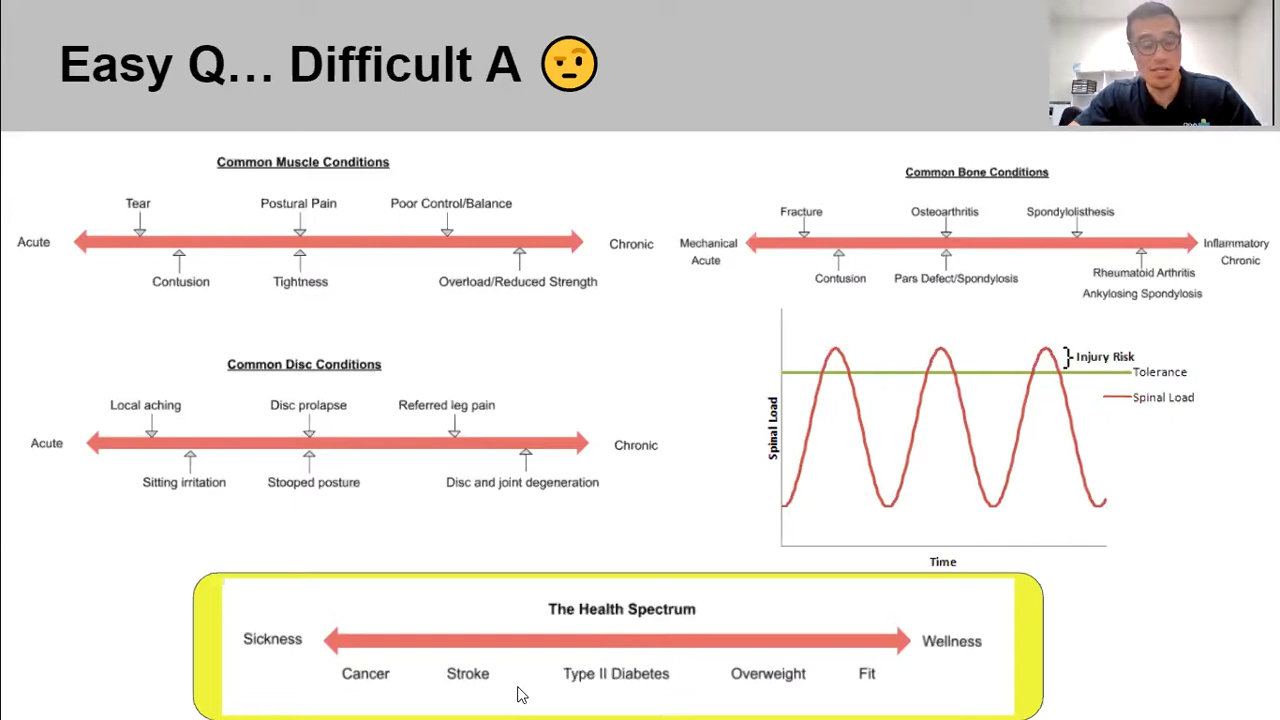 Easy Q... Difficult A 🤨
Common Muscle Conditions
Tear
Postural Pain
Poor Control/Balance
Acute
Chronic
Contusion
Tightness
Overload/Reduced Strength
Common Bone Conditions
Fracture
Osteoarthritis
Spondylolisthesis
Mechanical
Acute
Inflammatory
Chronic
Contusion
Pars Defect/Spondylosis
Rheumatoid Arthritis
Ankylosing Spondylosis
Common Disc Conditions
Local aching
Disc prolapse
Referred leg pain
Acute
Chronic
Sitting irritation
Stooped posture
Disc and joint degeneration
Injury Risk
Tolerance
Spinal Load
Spinal Load
Time
The Health Spectrum
Sickness
Wellness
Cancer
Stroke
Type II Diabetes
Overweight
Fit